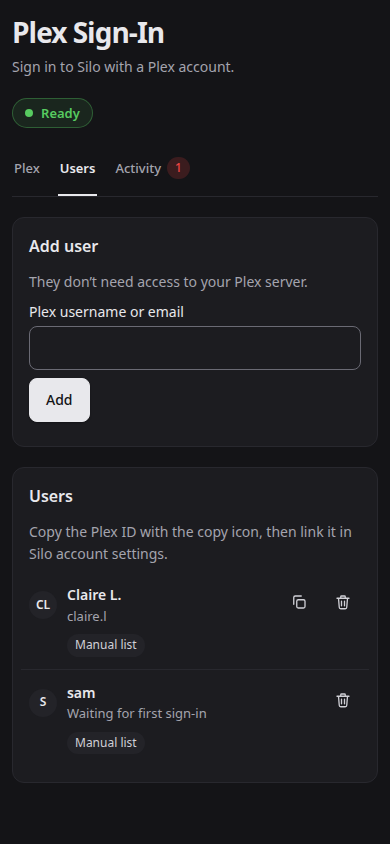 Plex Sign-In
Sign in to Silo with a Plex account.
Ready
Plex Users Activity 1
Add user
They don’t need access to your Plex server.
Plex username or email
Add
Users
Copy the Plex ID with the copy icon, then link it in
Silo account settings.
CL Claire L.
claire.l
Manual list
S sam
Waiting for first sign-in
Manual list